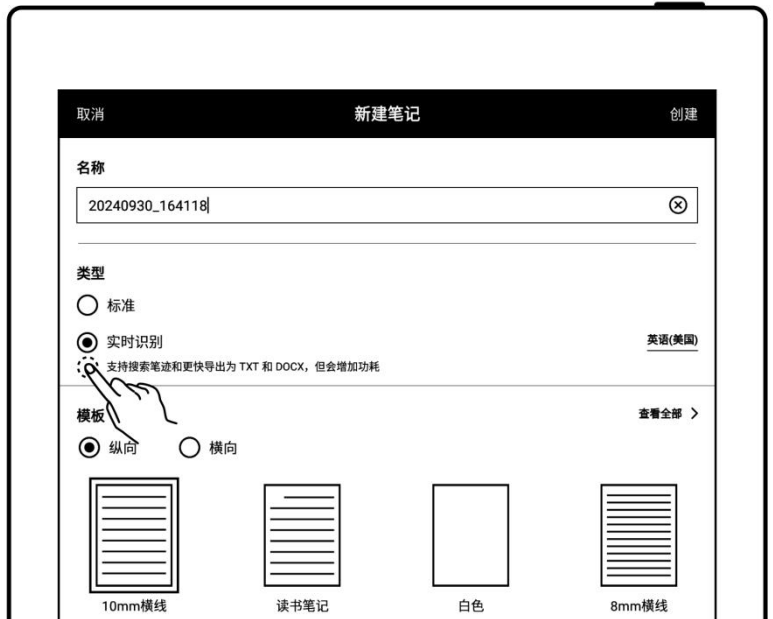 取消 新建笔记 创建
名称
20240930_164118
类型
标准
实时识别 英语(美国)
支持搜索笔迹和更快导出为 TXT 和 DOCX，但会增加功耗
模板 查看全部
纵向 横向
10mm横线 读书笔记 白色 8mm横线